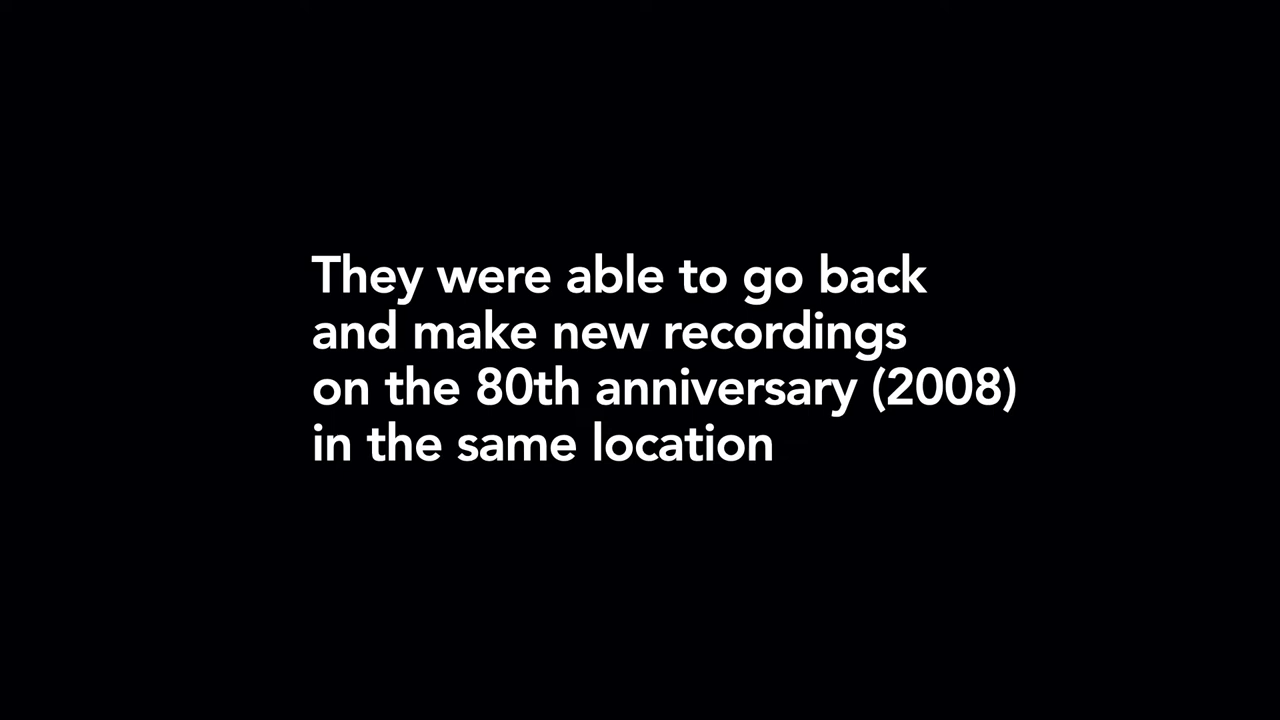 They were able to go back
and make new recordings
on the 80th anniversary (2008)
in the same location